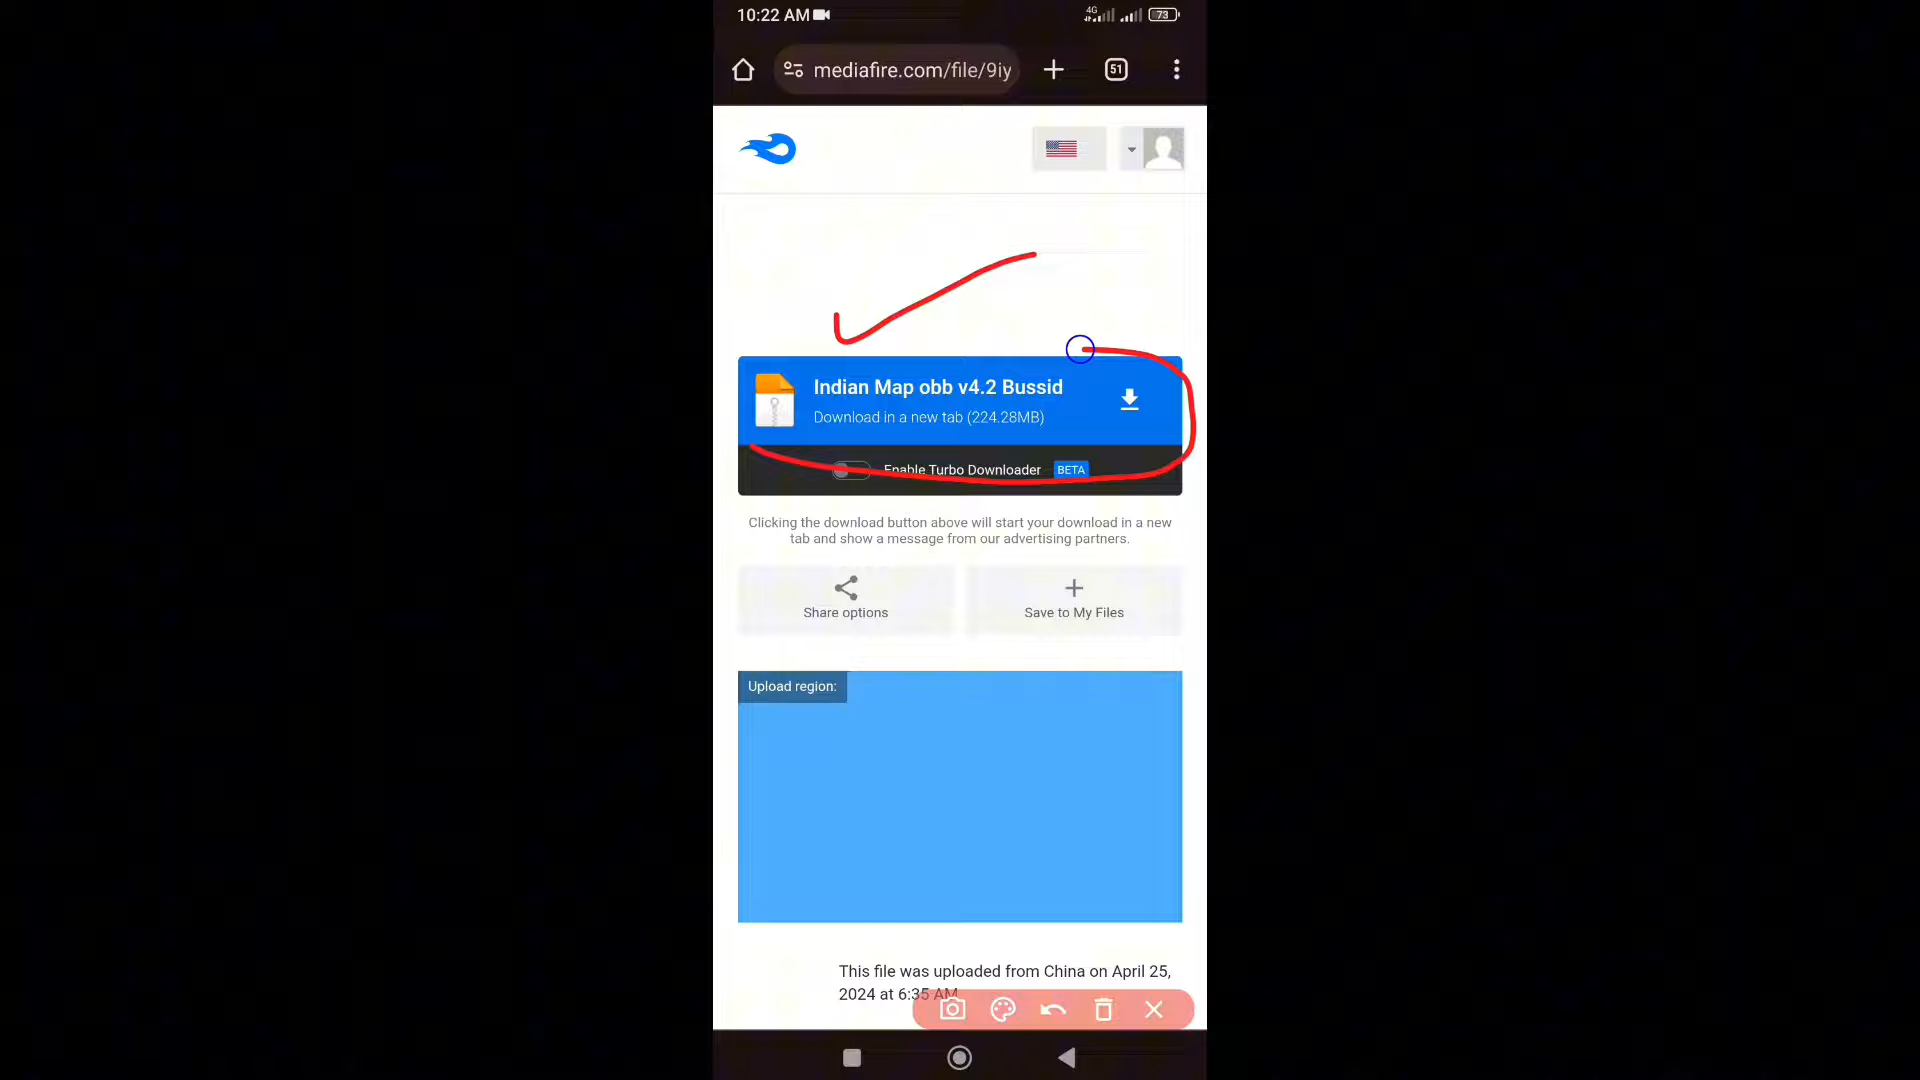 10:22 AM
4G
73
mediafire.com/file/9iy
51
Indian Map obb v4.2 Bussid
Download in a new tab (224.28MB)
Enable Turbo Downloader BETA
Clicking the download button above will start your download in a new
tab and show a message from our advertising partners.
Share options
Save to My Files
Upload region:
This file was uploaded from China on April 25,
2024 at 6:35 AM